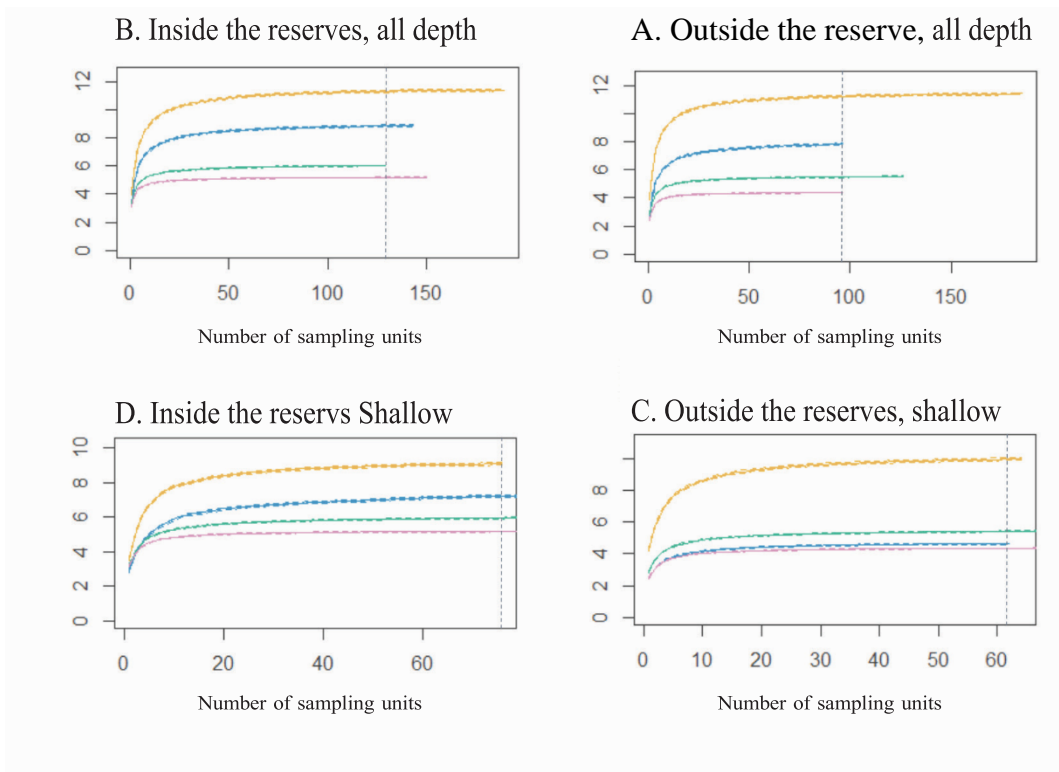 B. Inside the reserves, all depth
12
8
6
4
2
0
0 50 100 150
Number of sampling units
A. Outside the reserve, all depth
12
8
6
4
2
0
0 50 100 150
Number of sampling units
D. Inside the reservs Shallow
10
8
6
4
2
0
0 20 40 60
Number of sampling units
C. Outside the reserves, shallow
8
6
4
2
0
0 10 20 30 40 50 60
Number of sampling units